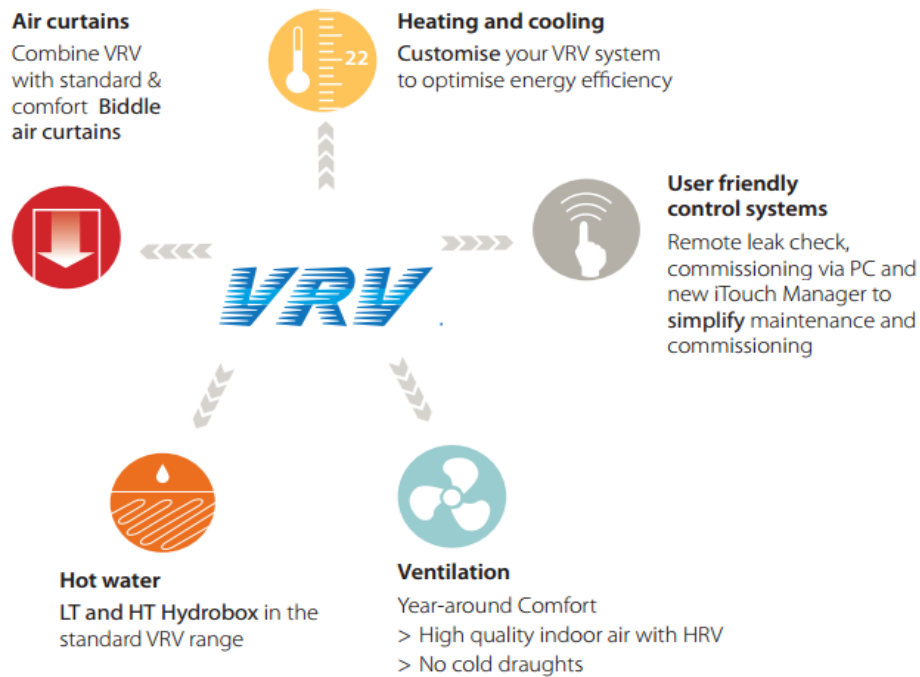 Air curtains
Combine VRV
with standard &
comfort Biddle
air curtains
22
Heating and cooling
Customise your VRV system
to optimise energy efficiency
User friendly
control systems
Remote leak check,
commissioning via PC and
new iTouch Manager to
simplify maintenance and
commissioning
VRV
Hot water
LT and HT Hydrobox in the
standard VRV range
Ventilation
Year-around Comfort
> High quality indoor air with HRV
> No cold draughts